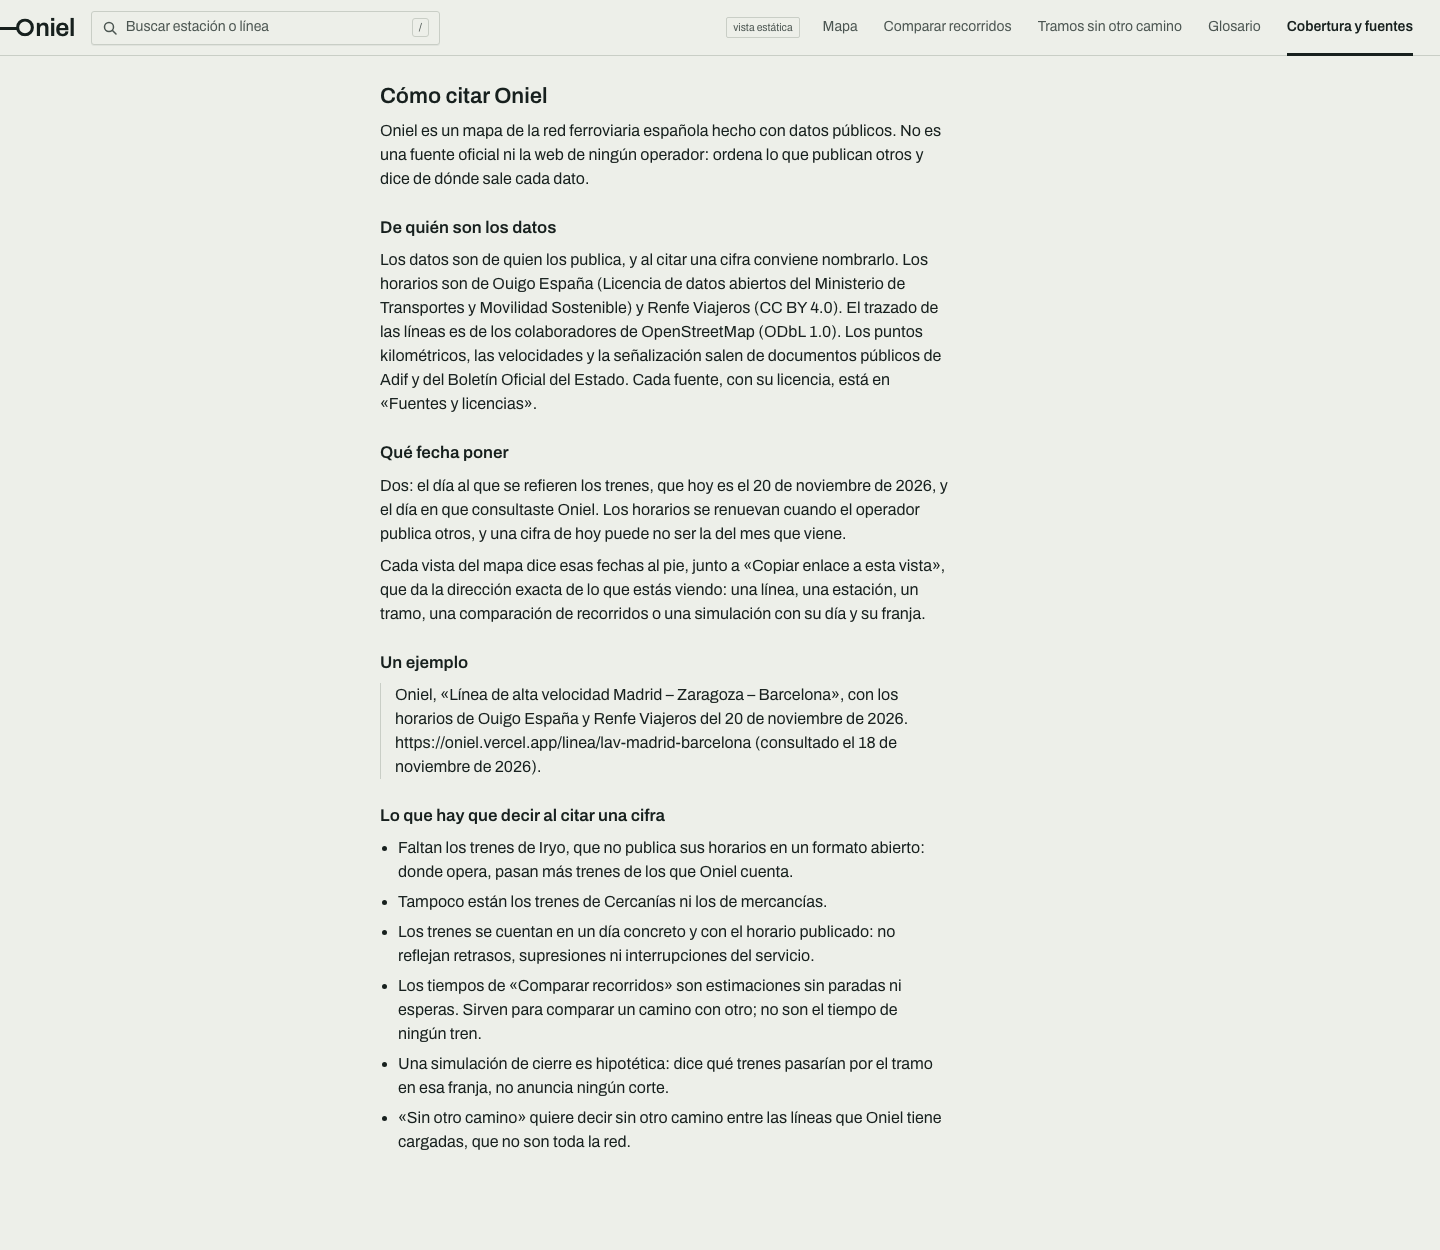 Oniel
Buscar estación o línea
/
vista estática
Mapa
Comparar recorridos
Tramos sin otro camino
Glosario
Cobertura y fuentes
Cómo citar Oniel
Oniel es un mapa de la red ferroviaria española hecho con datos públicos. No es
una fuente oficial ni la web de ningún operador: ordena lo que publican otros y
dice de dónde sale cada dato.
De quién son los datos
Los datos son de quien los publica, y al citar una cifra conviene nombrarlo. Los
horarios son de Ouigo España (Licencia de datos abiertos del Ministerio de
Transportes y Movilidad Sostenible) y Renfe Viajeros (CC BY 4.0). El trazado de
las líneas es de los colaboradores de OpenStreetMap (ODbL 1.0). Los puntos
kilométricos, las velocidades y la señalización salen de documentos públicos de
Adif y del Boletín Oficial del Estado. Cada fuente, con su licencia, está en
«Fuentes y licencias».
Qué fecha poner
Dos: el día al que se refieren los trenes, que hoy es el 20 de noviembre de 2026, y
el día en que consultaste Oniel. Los horarios se renuevan cuando el operador
publica otros, y una cifra de hoy puede no ser la del mes que viene.
Cada vista del mapa dice esas fechas al pie, junto a «Copiar enlace a esta vista»,
que da la dirección exacta de lo que estás viendo: una línea, una estación, un
tramo, una comparación de recorridos o una simulación con su día y su franja.
Un ejemplo
Oniel, «Línea de alta velocidad Madrid – Zaragoza – Barcelona», con los
horarios de Ouigo España y Renfe Viajeros del 20 de noviembre de 2026.
https://oniel.vercel.app/linea/lav-madrid-barcelona (consultado el 18 de
noviembre de 2026).
Lo que hay que decir al citar una cifra
• Faltan los trenes de Iryo, que no publica sus horarios en un formato abierto:
donde opera, pasan más trenes de los que Oniel cuenta.
• Tampoco están los trenes de Cercanías ni los de mercancías.
• Los trenes se cuentan en un día concreto y con el horario publicado: no
reflejan retrasos, supresiones ni interrupciones del servicio.
• Los tiempos de «Comparar recorridos» son estimaciones sin paradas ni
esperas. Sirven para comparar un camino con otro; no son el tiempo de
ningún tren.
• Una simulación de cierre es hipotética: dice qué trenes pasarían por el tramo
en esa franja, no anuncia ningún corte.
• «Sin otro camino» quiere decir sin otro camino entre las líneas que Oniel tiene
cargadas, que no son toda la red.